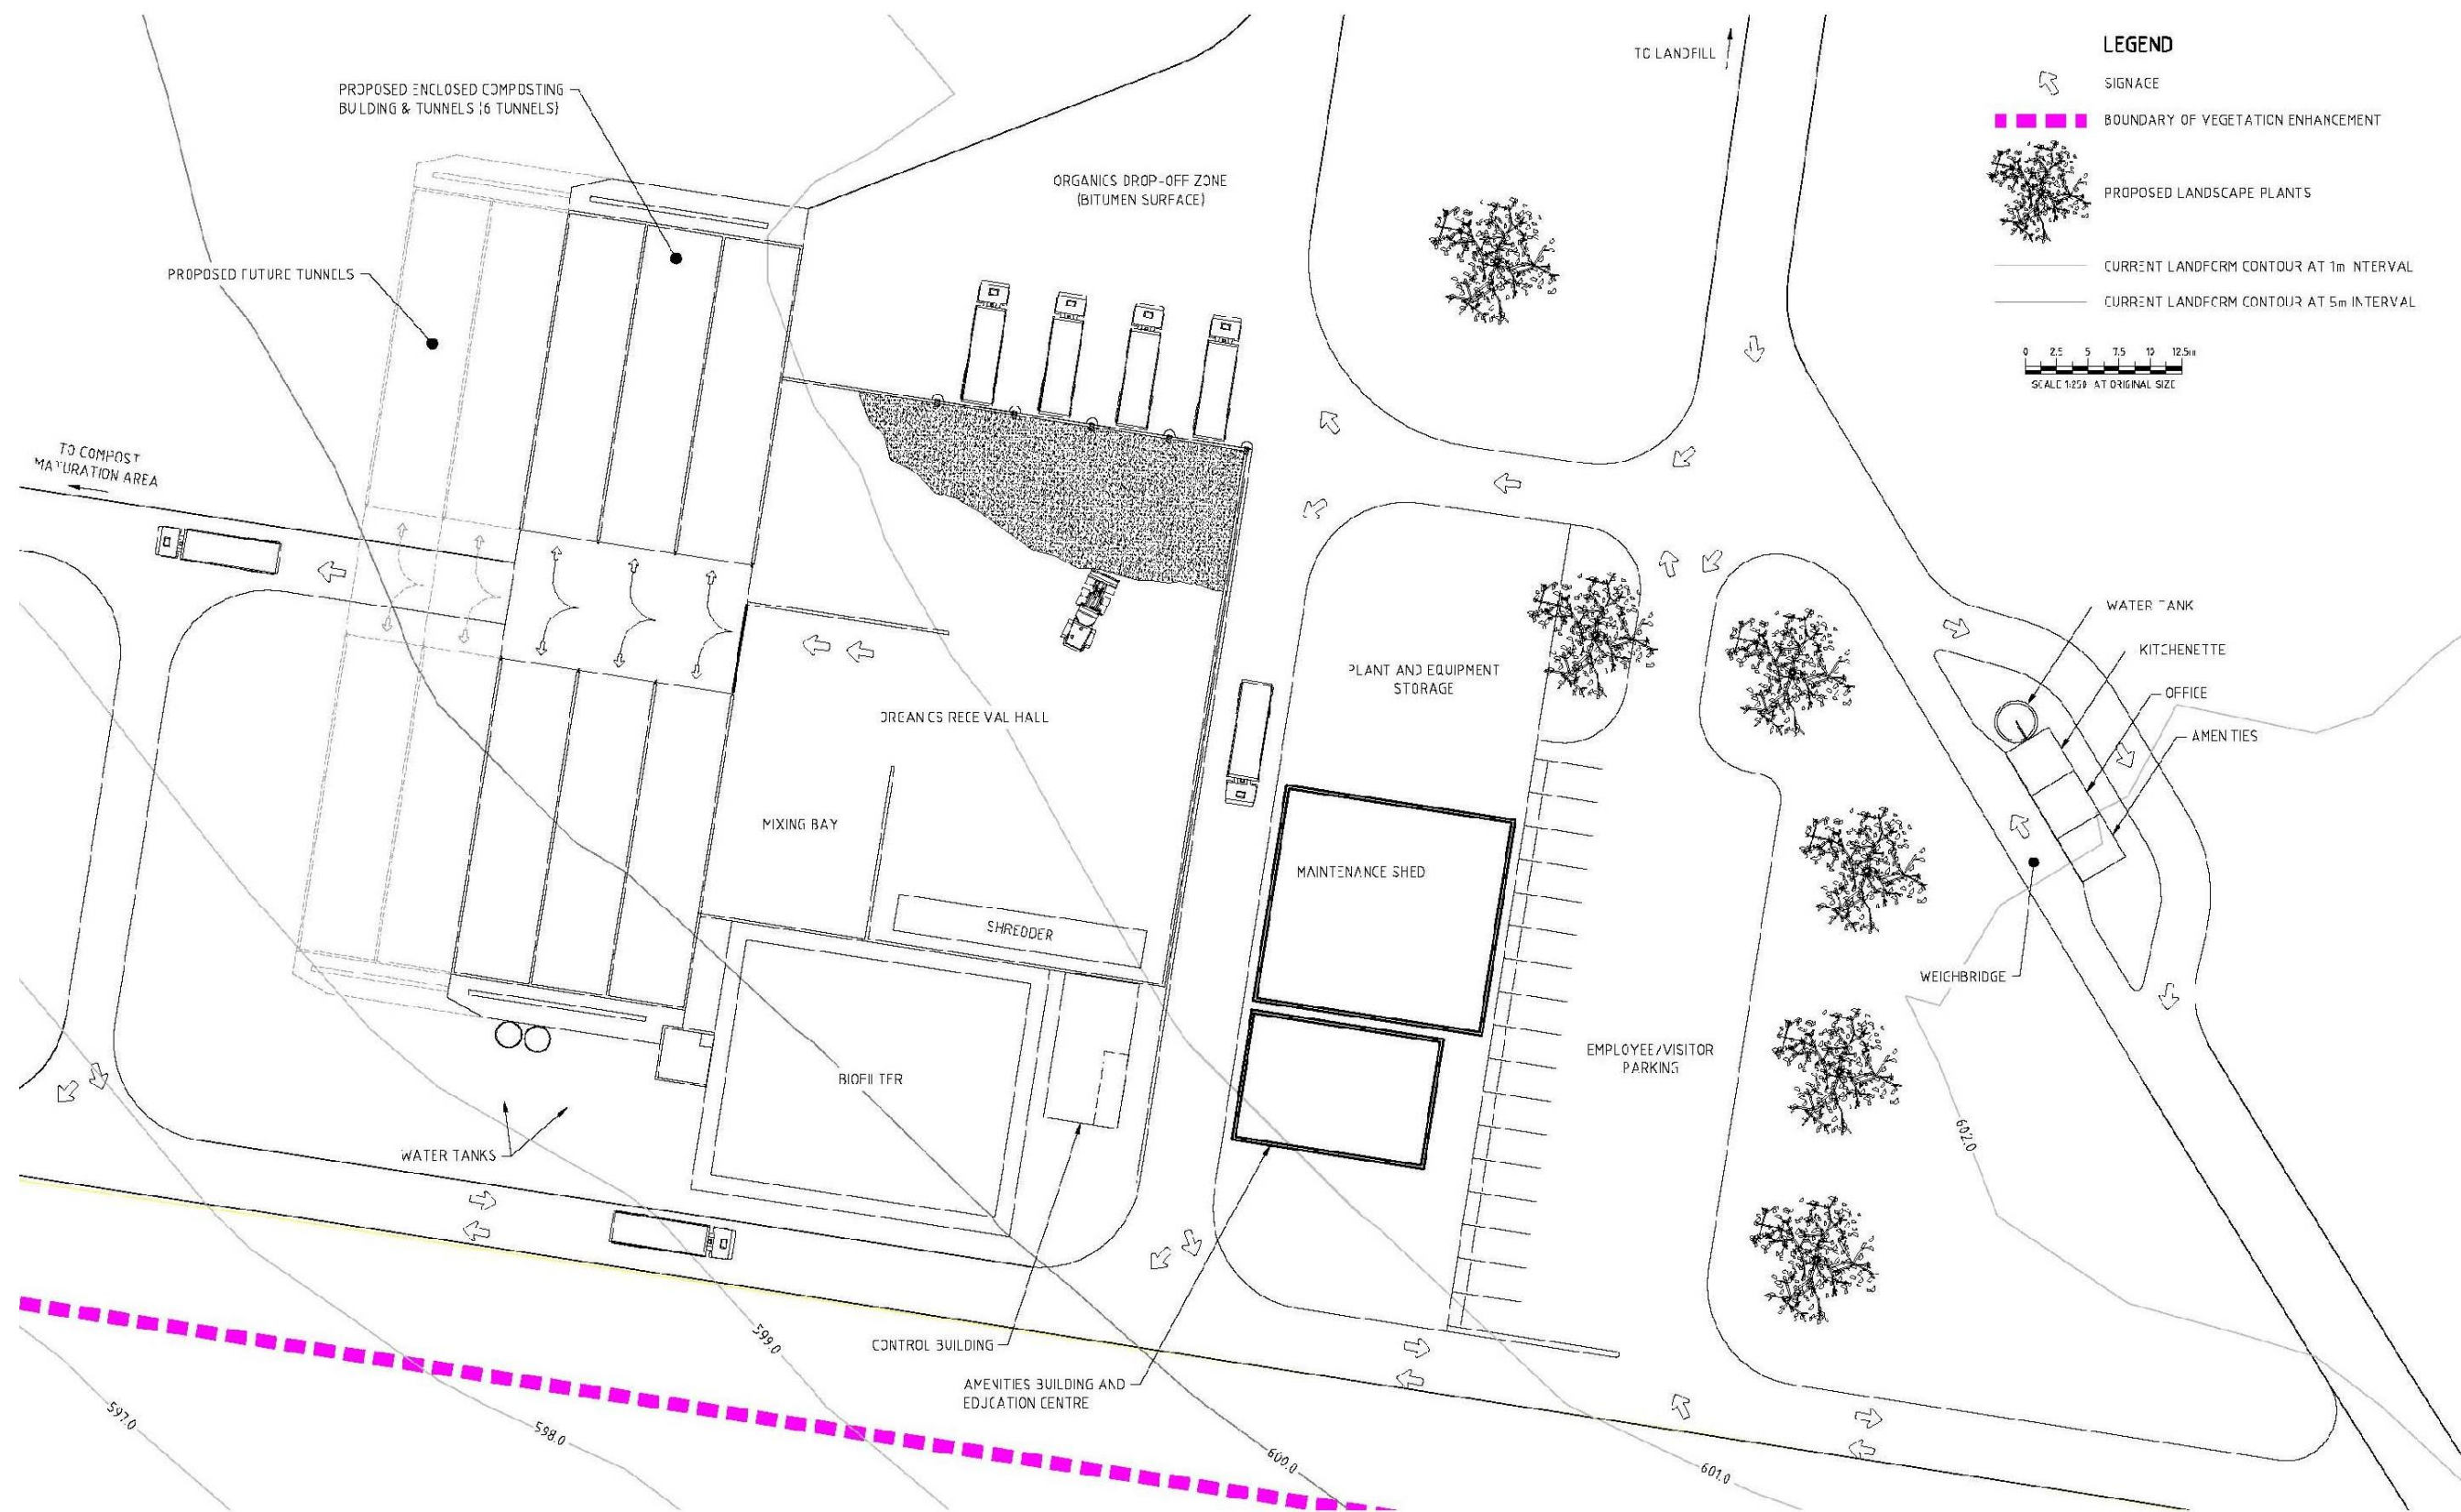 LEGEND
SIGNAGE
BOUNDARY OF VEGETATION ENHANCEMENT
PROPOSED LANDSCAPE PLANTS
CURRENT LANDFORM CONTOUR AT 1m INTERVAL
CURRENT LANDFORM CONTOUR AT 5m INTERVAL
0 2.5 5 7.5 10 12.5m
SCALE 1:250 AT ORIGINAL SIZE
TO LANDFILL
PROPOSED ENCLOSED COMPOSTING
BUILDING & TUNNELS (6 TUNNELS)
ORGANICS DROP-OFF ZONE
(BITUMEN SURFACE)
PROPOSED FUTURE TUNNELS
TO COMPOST
MATURATION AREA
WATER TANK
KITCHENETTE
OFFICE
AMENITIES
PLANT AND EQUIPMENT
STORAGE
ORGANICS RECEIVAL HALL
MIXING BAY
MAINTENANCE SHED
SHREDDER
WEIGHBRIDGE
EMPLOYEE/VISITOR
PARKING
BIOFILTER
WATER TANKS
602.0
CONTROL BUILDING
AMENITIES BUILDING AND
EDUCATION CENTRE
597.0
598.0
599.0
600.0
601.0